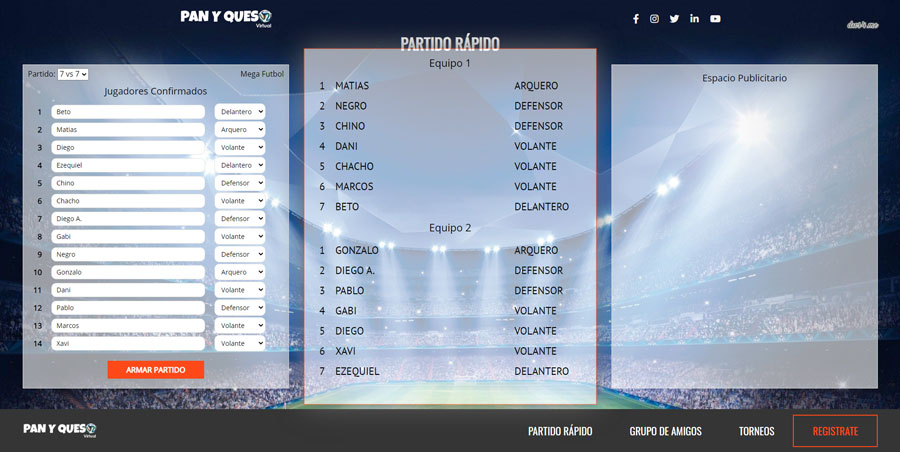 PAN Y QUESO
Virtual
PARTIDO RÁPIDO
Partido: 7 vs 7 Mega Futbol
Jugadores Confirmados
1 Beto Delantero
2 Matias Arquero
3 Diego Volante
4 Ezequiel Delantero
5 Chino Defensor
6 Chacho Volante
7 Diego A. Defensor
8 Gabi Volante
9 Negro Defensor
10 Gonzalo Arquero
11 Dani Volante
12 Pablo Defensor
13 Marcos Volante
14 Xavi Volante
ARMAR PARTIDO
Equipo 1
1 MATIAS ARQUERO
2 NEGRO DEFENSOR
3 CHINO DEFENSOR
4 DANI VOLANTE
5 CHACHO VOLANTE
6 MARCOS VOLANTE
7 BETO DELANTERO
Equipo 2
1 GONZALO ARQUERO
2 DIEGO A. DEFENSOR
3 PABLO DEFENSOR
4 GABI VOLANTE
5 DIEGO VOLANTE
6 XAVI VOLANTE
7 EZEQUIEL DELANTERO
Espacio Publicitario
PAN Y QUESO
Virtual
PARTIDO RÁPIDO GRUPO DE AMIGOS TORNEOS REGISTRATE